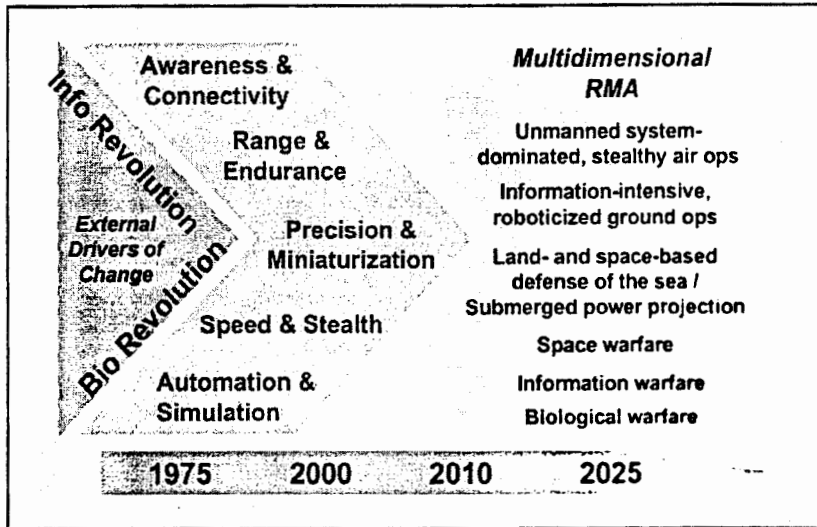 Info Revolution
External
Drivers of
Change
Bio Revolution
Awareness &
Connectivity
Range &
Endurance
Precision &
Miniaturization
Speed & Stealth
Automation &
Simulation
Multidimensional
RMA
Unmanned system-
dominated, stealthy air ops
Information-intensive,
roboticized ground ops
Land- and space-based
defense of the sea /
Submerged power projection
Space warfare
Information warfare
Biological warfare
1975 2000 2010 2025